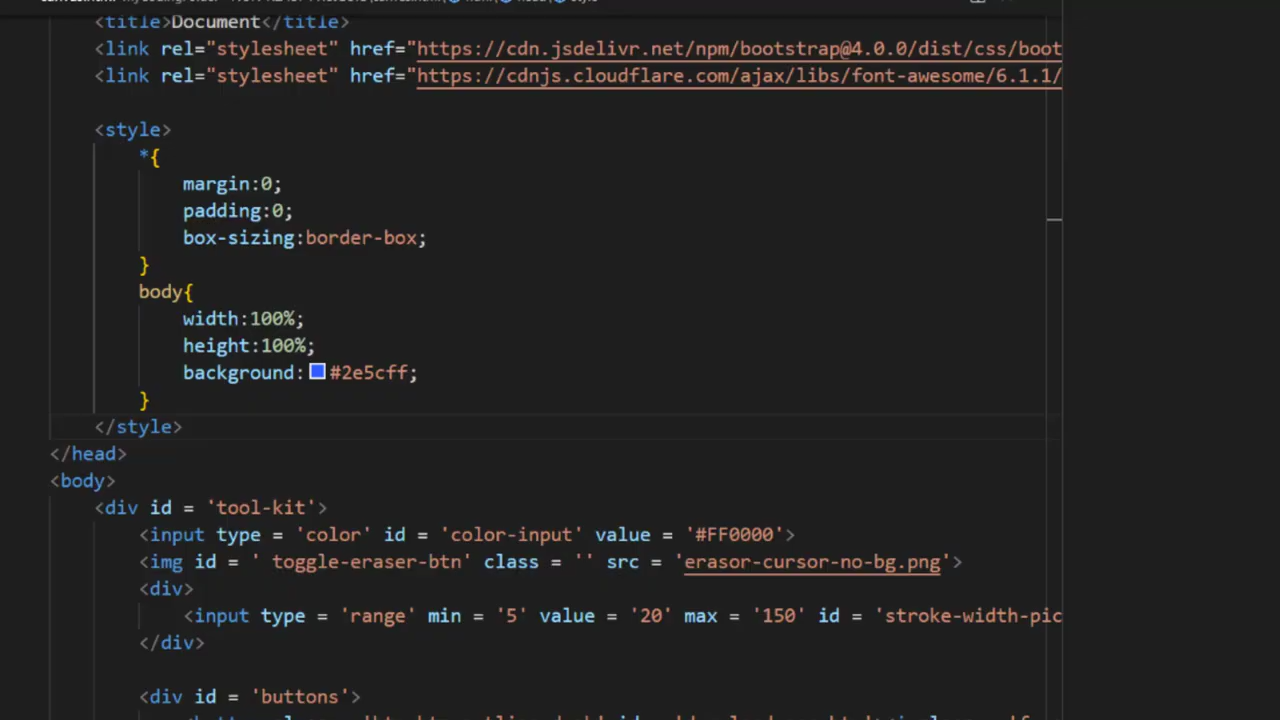 <title>Document</title>
<link rel="stylesheet" href="https://cdn.jsdelivr.net/npm/bootstrap@4.0.0/dist/css/boot
<link rel="stylesheet" href="https://cdnjs.cloudflare.com/ajax/libs/font-awesome/6.1.1/
<style>
*{
margin:0;
padding:0;
box-sizing:border-box;
}
body{
width:100%;
height:100%;
background:#2e5cff;
}
</style>
</head>
<body>
<div id = 'tool-kit'>
<input type = 'color' id = 'color-input' value = '#FF0000'>
<img id = ' toggle-eraser-btn' class = '' src = 'erasor-cursor-no-bg.png'>
<div>
<input type = 'range' min = '5' value = '20' max = '150' id = 'stroke-width-pic
</div>
<div id = 'buttons'>